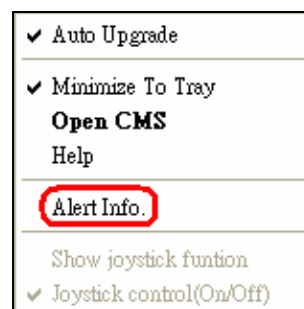 Auto Upgrade
Minimize To Tray
Open CMS
Help
Alert Info.
Show joystick funtion
Joystick control(On/Off)